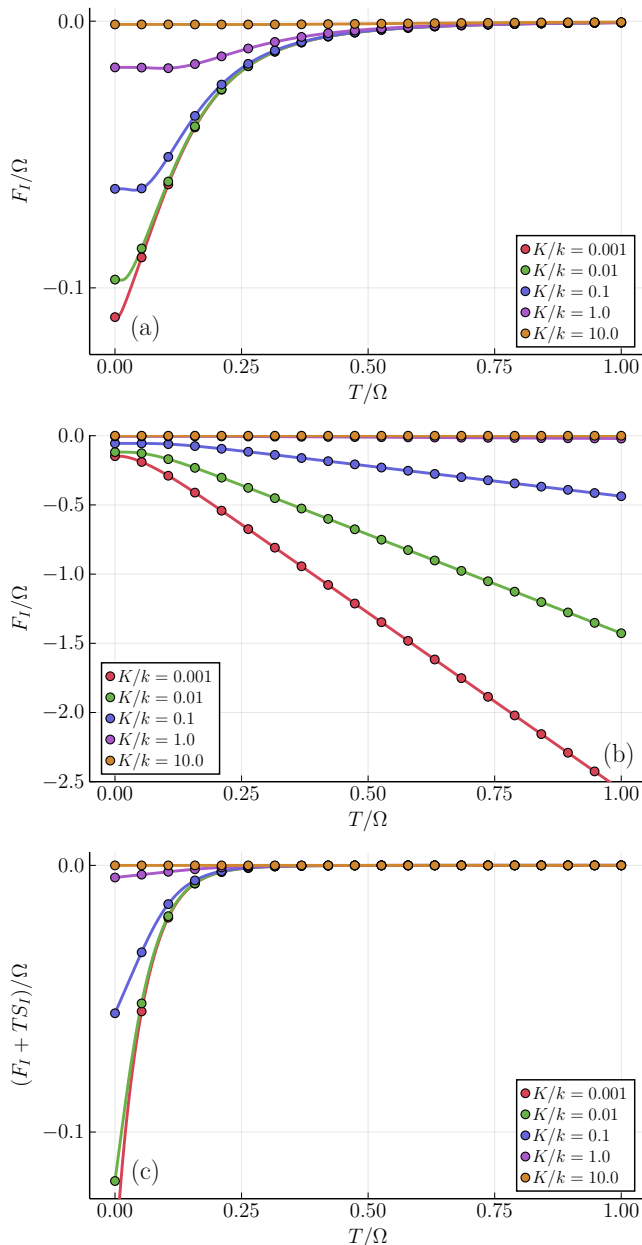 0.0
−0.1
F_I/Ω
(a)
K/k = 0.001
K/k = 0.01
K/k = 0.1
K/k = 1.0
K/k = 10.0
0.00 0.25 0.50 0.75 1.00
T/Ω
0.0
−0.5
−1.0
−1.5
−2.0
−2.5
F_I/Ω
K/k = 0.001
K/k = 0.01
K/k = 0.1
K/k = 1.0
K/k = 10.0
(b)
0.00 0.25 0.50 0.75 1.00
T/Ω
0.0
−0.1
(F_I + TS_I)/Ω
(c)
K/k = 0.001
K/k = 0.01
K/k = 0.1
K/k = 1.0
K/k = 10.0
0.00 0.25 0.50 0.75 1.00
T/Ω